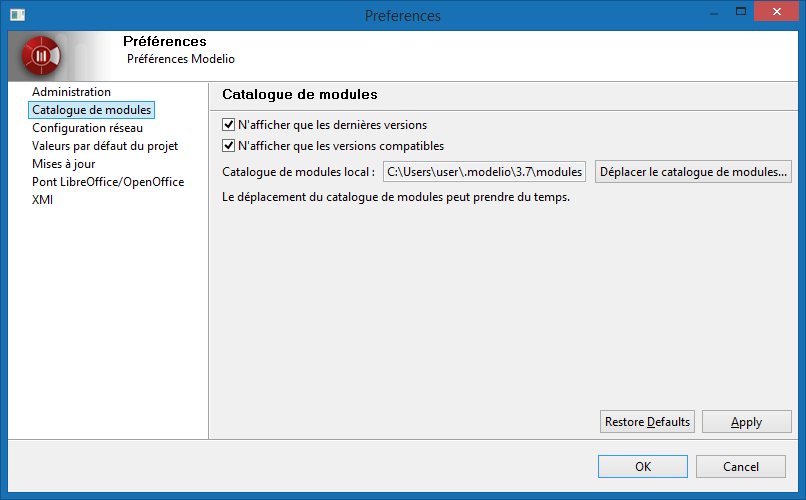 Preferences
Préférences
Préférences Modelio
Administration
Catalogue de modules
Configuration réseau
Valeurs par défaut du projet
Mises à jour
Pont LibreOffice/OpenOffice
XMI
Catalogue de modules
N'afficher que les dernières versions
N'afficher que les versions compatibles
Catalogue de modules local : C:\Users\user\.modelio\3.7\modules Déplacer le catalogue de modules...
Le déplacement du catalogue de modules peut prendre du temps.
Restore Defaults Apply
OK Cancel